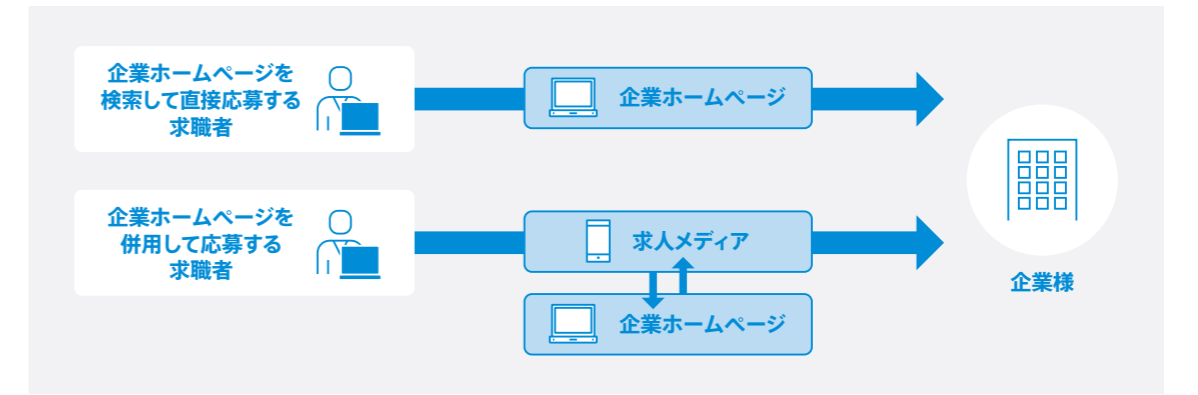 企業ホームページを
検索して直接応募する
求職者
企業ホームページ
企業ホームページを
併用して応募する
求職者
求人メディア
企業ホームページ
企業様